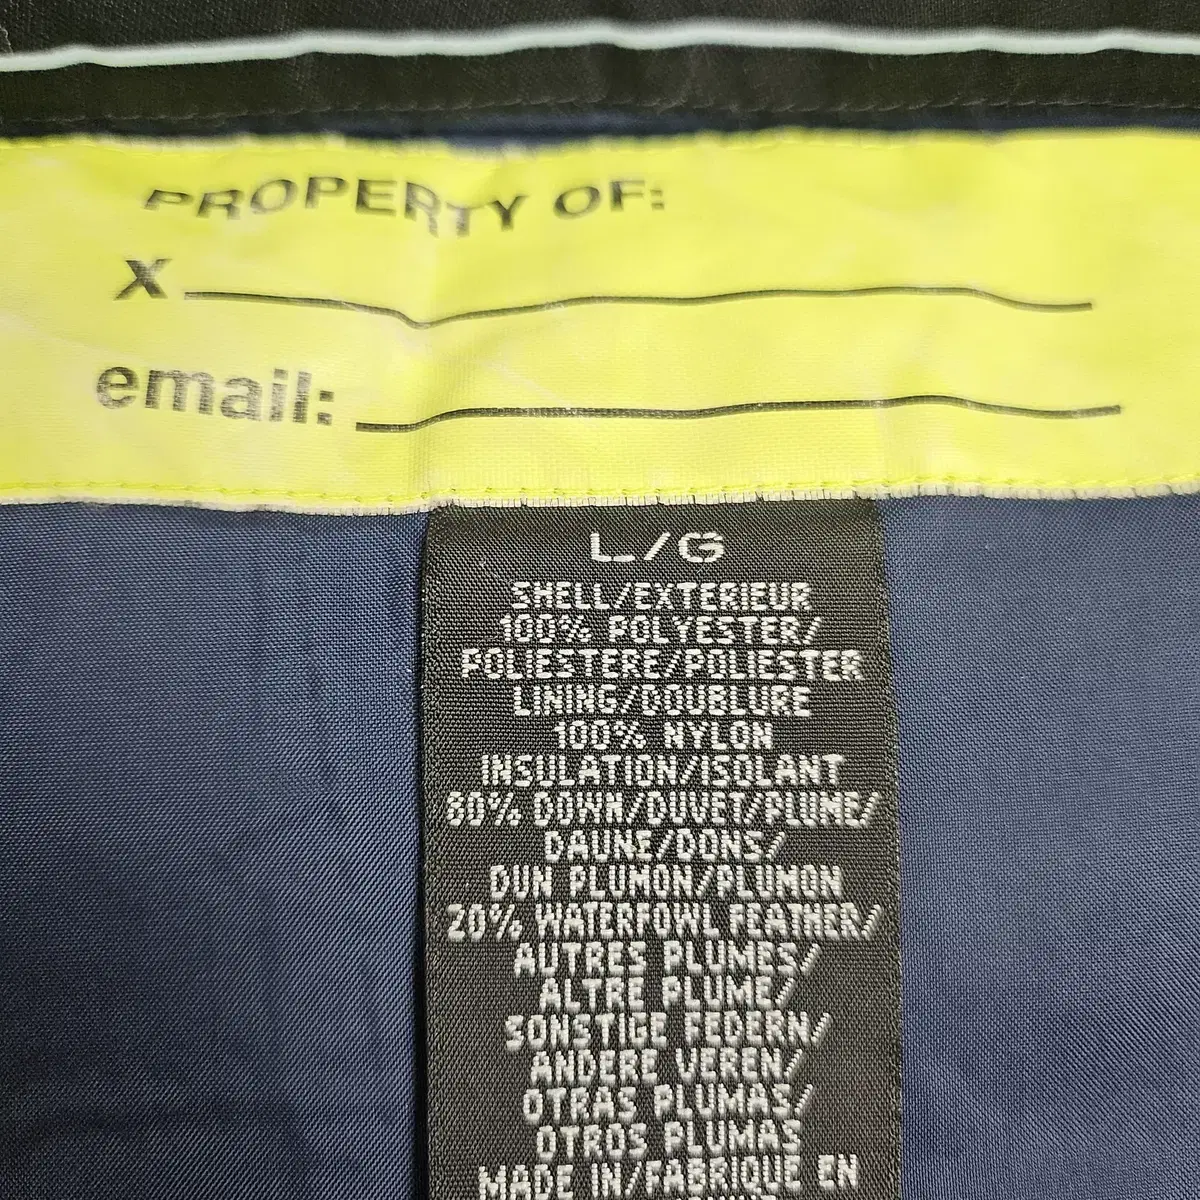 PROPERTY OF:
X
email:
L/G
SHELL/EXTERIEUR
100% POLYESTER/
POLIESTERE/POLIESTER
LINING/DOUBLURE
100% NYLON
INSULATION/ISOLANT
80% DOWN/DUVET/PLUME/
DAUNE/DONS/
DUN PLUMON/PLUMON
20% WATERFOWL FEATHER/
AUTRES PLUMES/
ALTRE PLUME/
SONSTIGE FEDERN/
ANDERE VEREN/
OTRAS PLUMAS/
OTROS PLUMAS
MADE IN/FABRIQUE EN